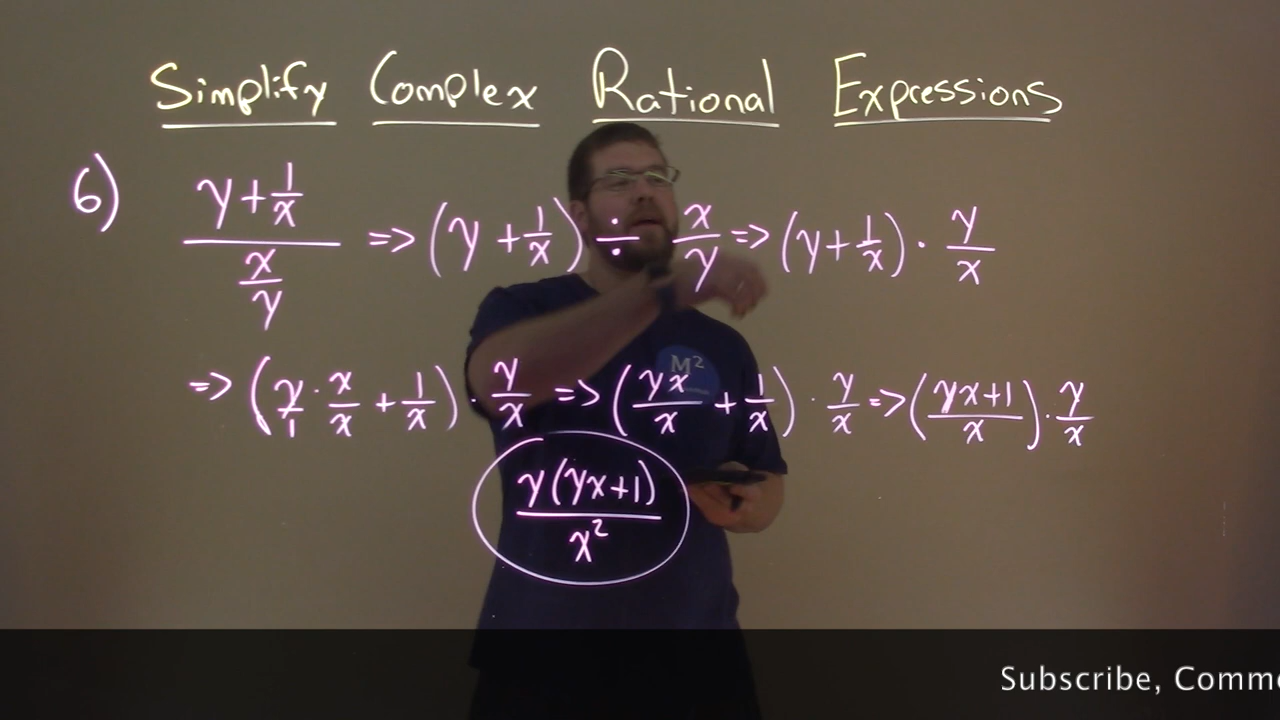 Simplify Complex Rational Expressions
6) (y + 1/x)/(x/y) => (y + 1/x) ÷ x/y => (y + 1/x) · y/x
=> (y/1 · x/x + 1/x) · y/x => (yx/x + 1/x) · y/x => ((yx+1)/x) · y/x
M²
y(yx+1)/x²
Subscribe, Comm